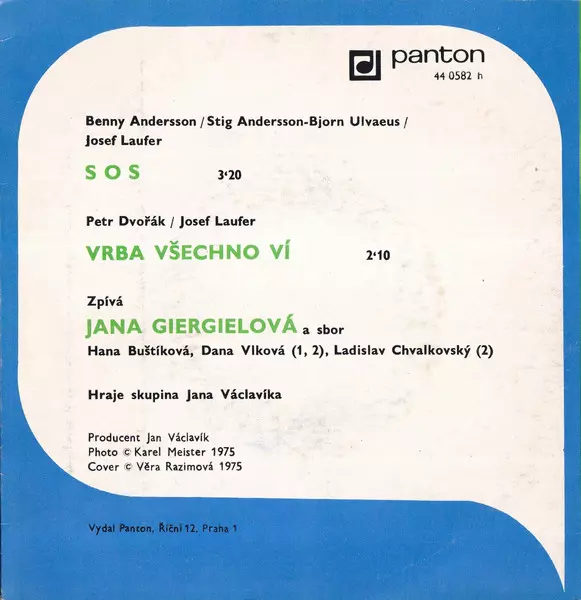 panton
44 0582 h
Benny Andersson / Stig Andersson-Bjorn Ulvaeus /
Josef Laufer
SOS 3'20
Petr Dvořák / Josef Laufer
VRBA VŠECHNO VÍ 2'10
Zpívá
JANA GIERGIELOVÁ a sbor
Hana Buštíková, Dana Vlková (1, 2), Ladislav Chvalkovský (2)
Hraje skupina Jana Václavíka
Producent Jan Václavík
Photo © Karel Meister 1975
Cover © Věra Razimová 1975
Vydal Panton, Říční 12, Praha 1